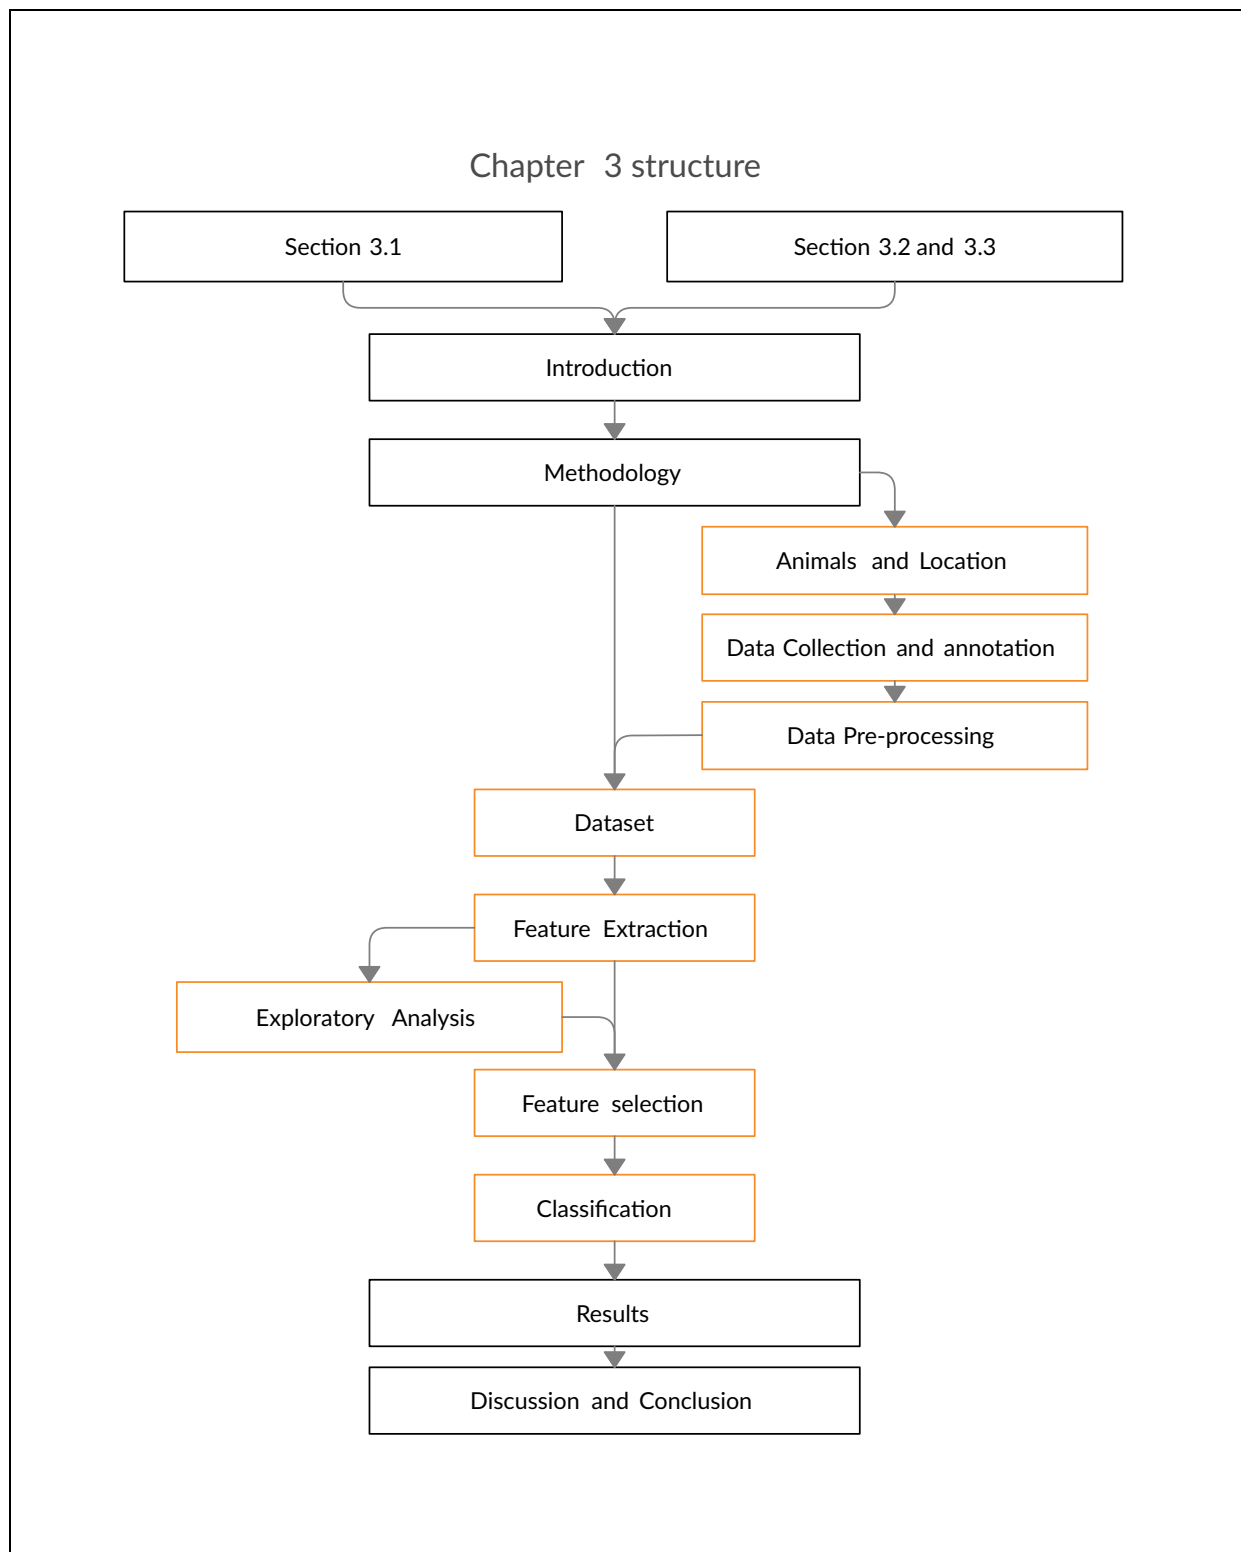 Chapter 3 structure
Section 3.1
Section 3.2 and 3.3
Introduction
Methodology
Animals and Location
Data Collection and annotation
Data Pre-processing
Dataset
Feature Extraction
Exploratory Analysis
Feature selection
Classification
Results
Discussion and Conclusion